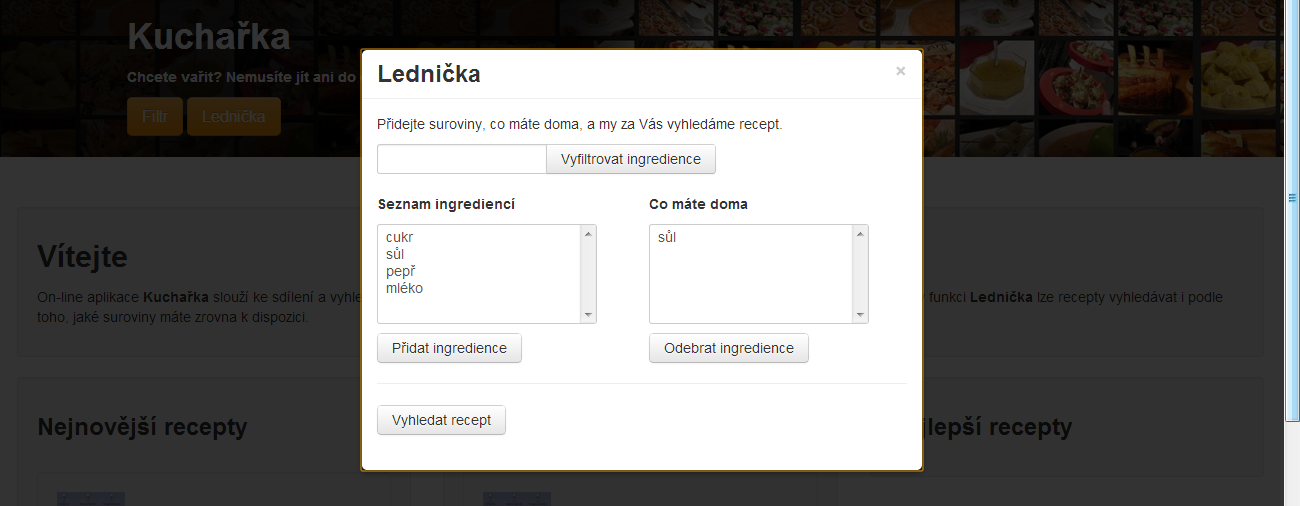 Kuchařka
Chcete vařit? Nemusíte jít ani do
Filtr
Lednička
Lednička
×
Přidejte suroviny, co máte doma, a my za Vás vyhledáme recept.
Vyfiltrovat ingredience
Seznam ingrediencí
cukr
sůl
pepř
mléko
Co máte doma
sůl
Přidat ingredience
Odebrat ingredience
Vyhledat recept
Vítejte
On-line aplikace Kuchařka slouží ke sdílení a funkci Lednička lze recepty vyhledávat i podle
toho, jaké suroviny máte zrovna k dispozici.
Nejnovější recepty
lepší recepty